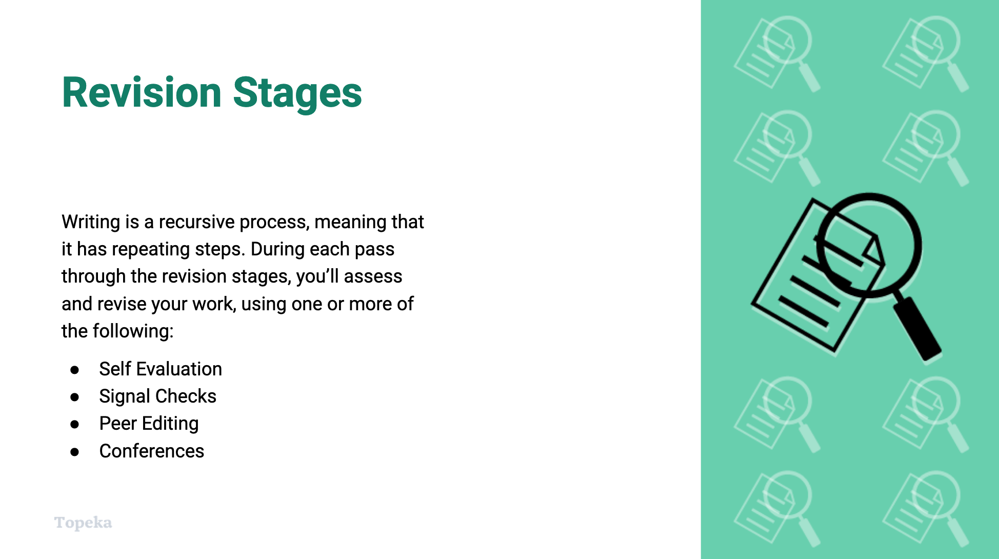 Revision Stages
Writing is a recursive process, meaning that
it has repeating steps. During each pass
through the revision stages, you’ll assess
and revise your work, using one or more of
the following:
● Self Evaluation
● Signal Checks
● Peer Editing
● Conferences
Topeka